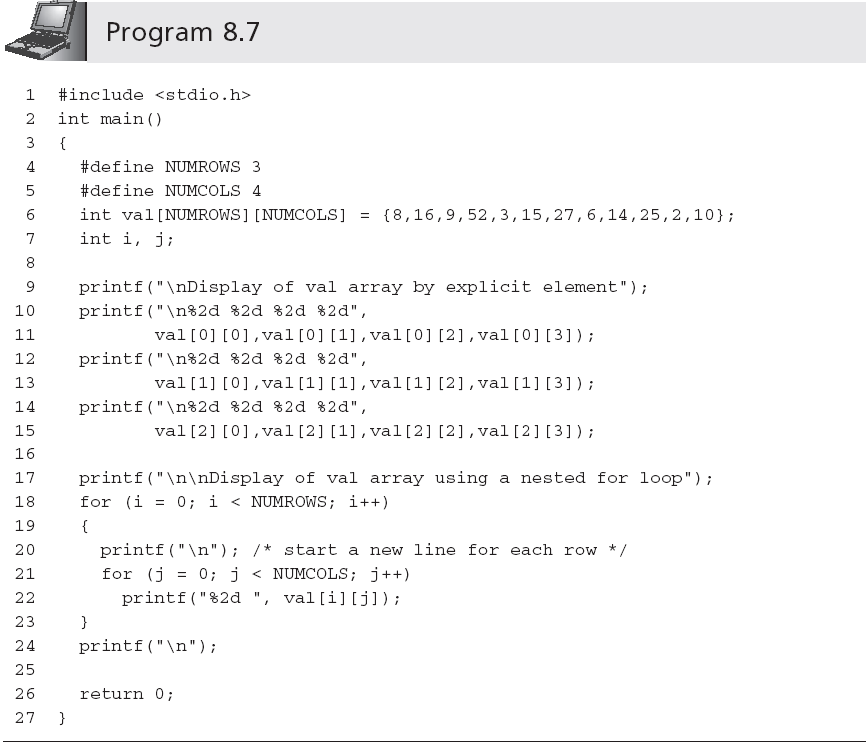 Program 8.7
1 #include <stdio.h>
2 int main()
3 {
4   #define NUMROWS 3
5   #define NUMCOLS 4
6   int val[NUMROWS][NUMCOLS] = {8,16,9,52,3,15,27,6,14,25,2,10};
7   int i, j;
8
9   printf("\nDisplay of val array by explicit element");
10   printf("\n%2d %2d %2d %2d",
11          val[0][0],val[0][1],val[0][2],val[0][3]);
12   printf("\n%2d %2d %2d %2d",
13          val[1][0],val[1][1],val[1][2],val[1][3]);
14   printf("\n%2d %2d %2d %2d",
15          val[2][0],val[2][1],val[2][2],val[2][3]);
16
17   printf("\n\nDisplay of val array using a nested for loop");
18   for (i = 0; i < NUMROWS; i++)
19   {
20     printf("\n"); /* start a new line for each row */
21     for (j = 0; j < NUMCOLS; j++)
22       printf("%2d ", val[i][j]);
23   }
24   printf("\n");
25
26   return 0;
27 }